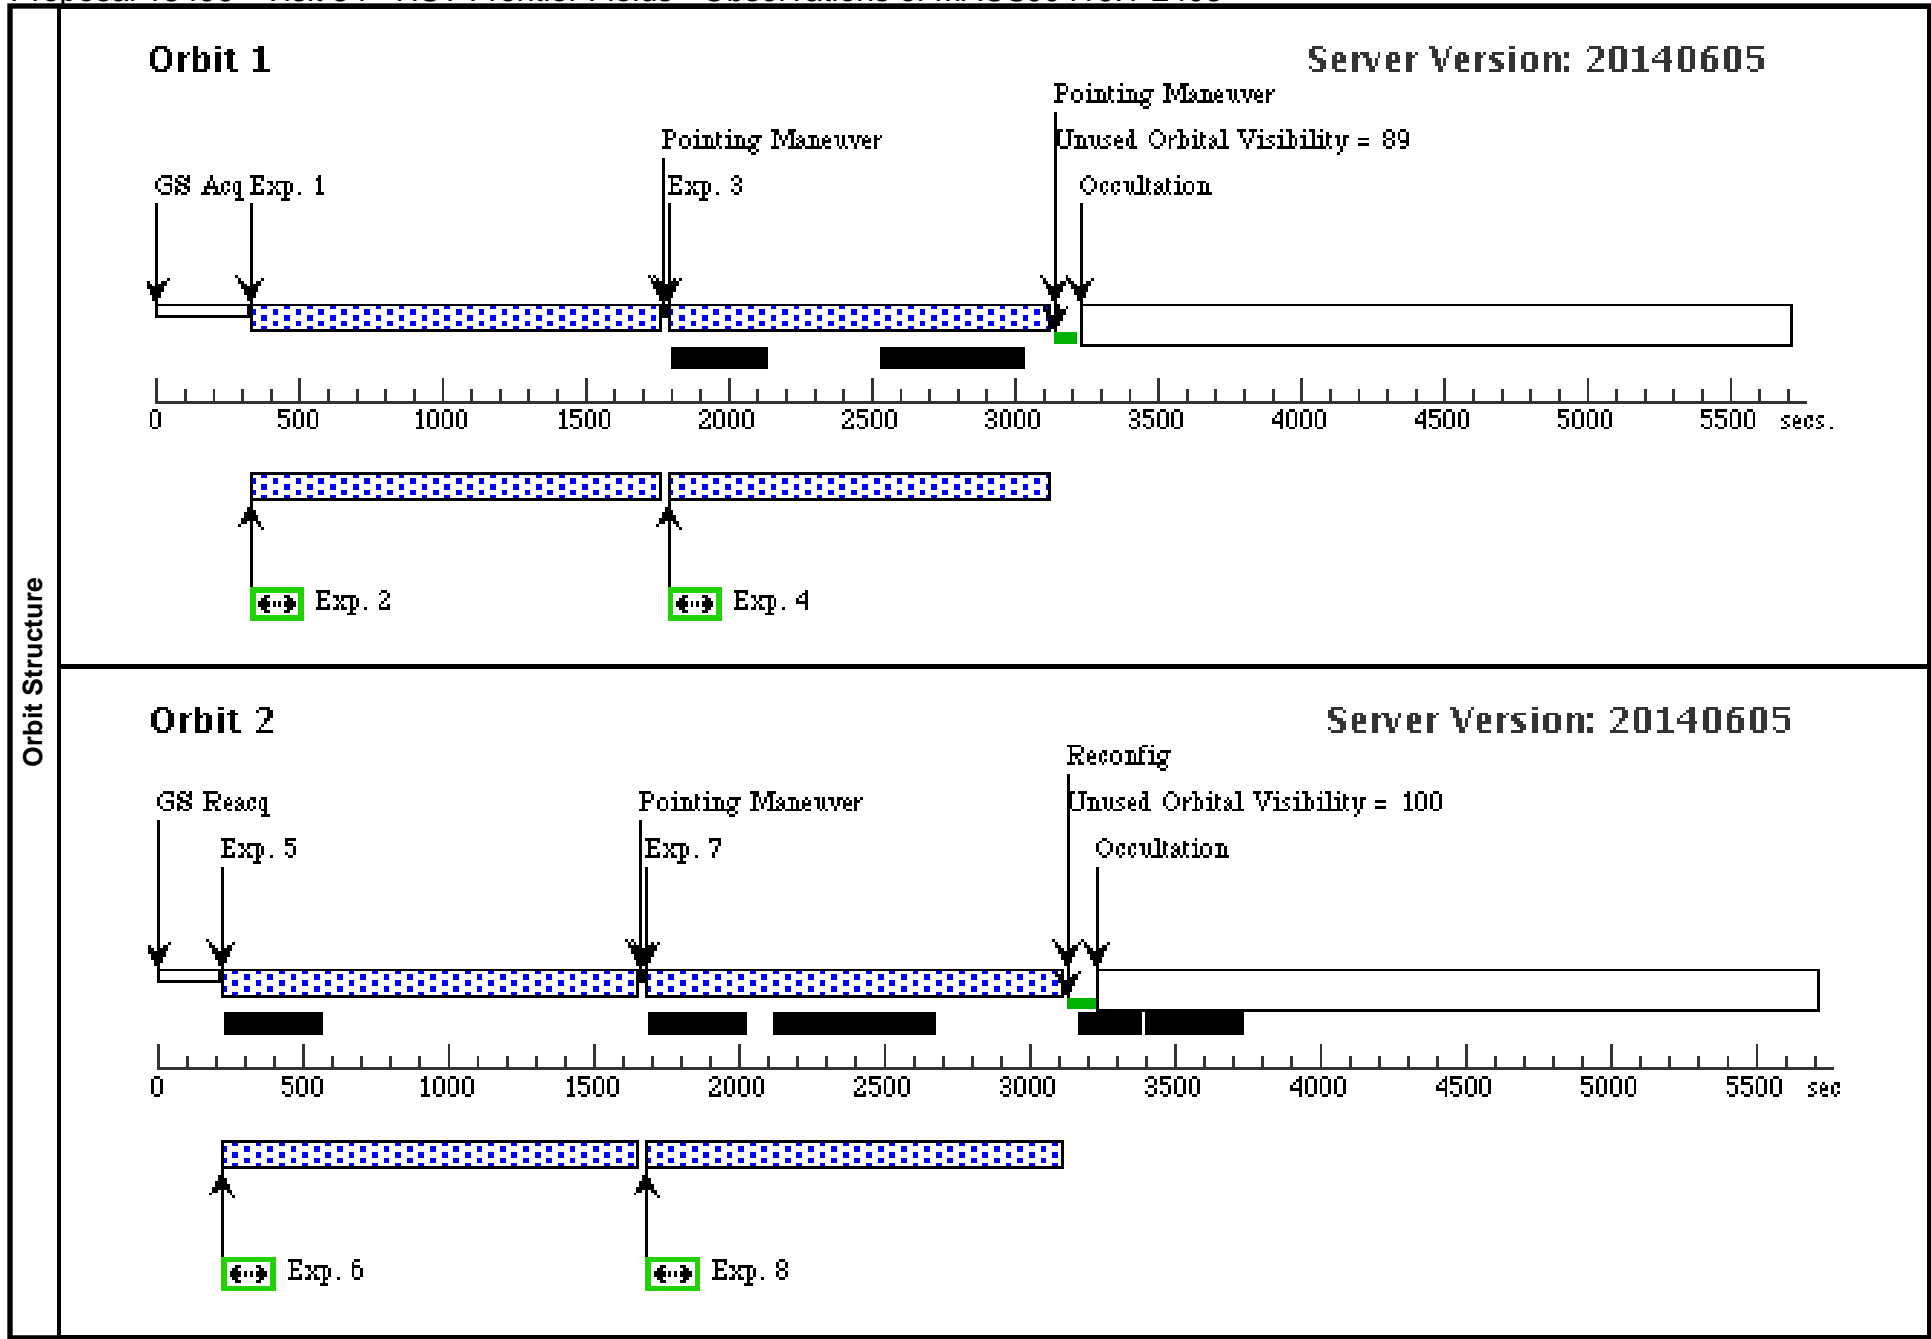 Orbit Structure
Orbit 1
Server Version: 20140605
Pointing Maneuver
Pointing Maneuver
Unused Orbital Visibility = 89
GS Acq
Exp. 1
Exp. 3
Occultation
0 500 1000 1500 2000 2500 3000 3500 4000 4500 5000 5500 secs.
Exp. 2
Exp. 4
Orbit 2
Server Version: 20140605
Reconfig
GS Reacq
Pointing Maneuver
Unused Orbital Visibility = 100
Exp. 5
Exp. 7
Occultation
0 500 1000 1500 2000 2500 3000 3500 4000 4500 5000 5500 sec
Exp. 6
Exp. 8